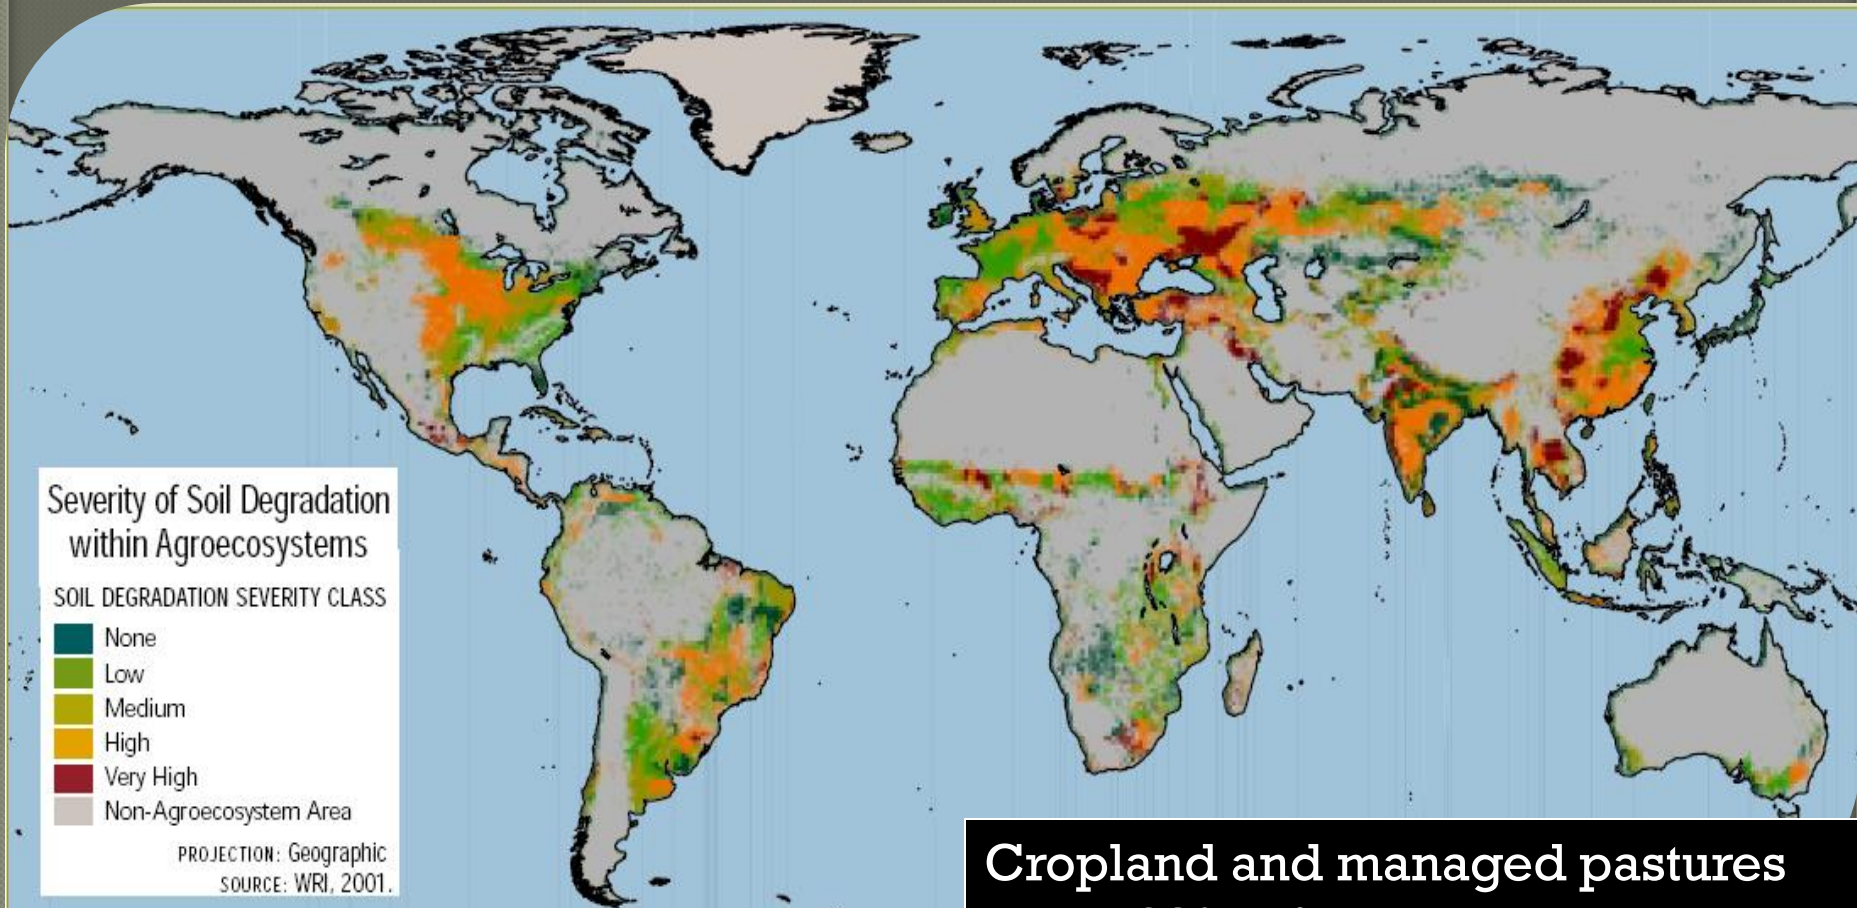 Severity of Soil Degradation
within Agroecosystems
SOIL DEGRADATION SEVERITY CLASS
None
Low
Medium
High
Very High
Non-Agroecosystem Area
PROJECTION: Geographic
SOURCE: WRI, 2001.
Cropland and managed pastures